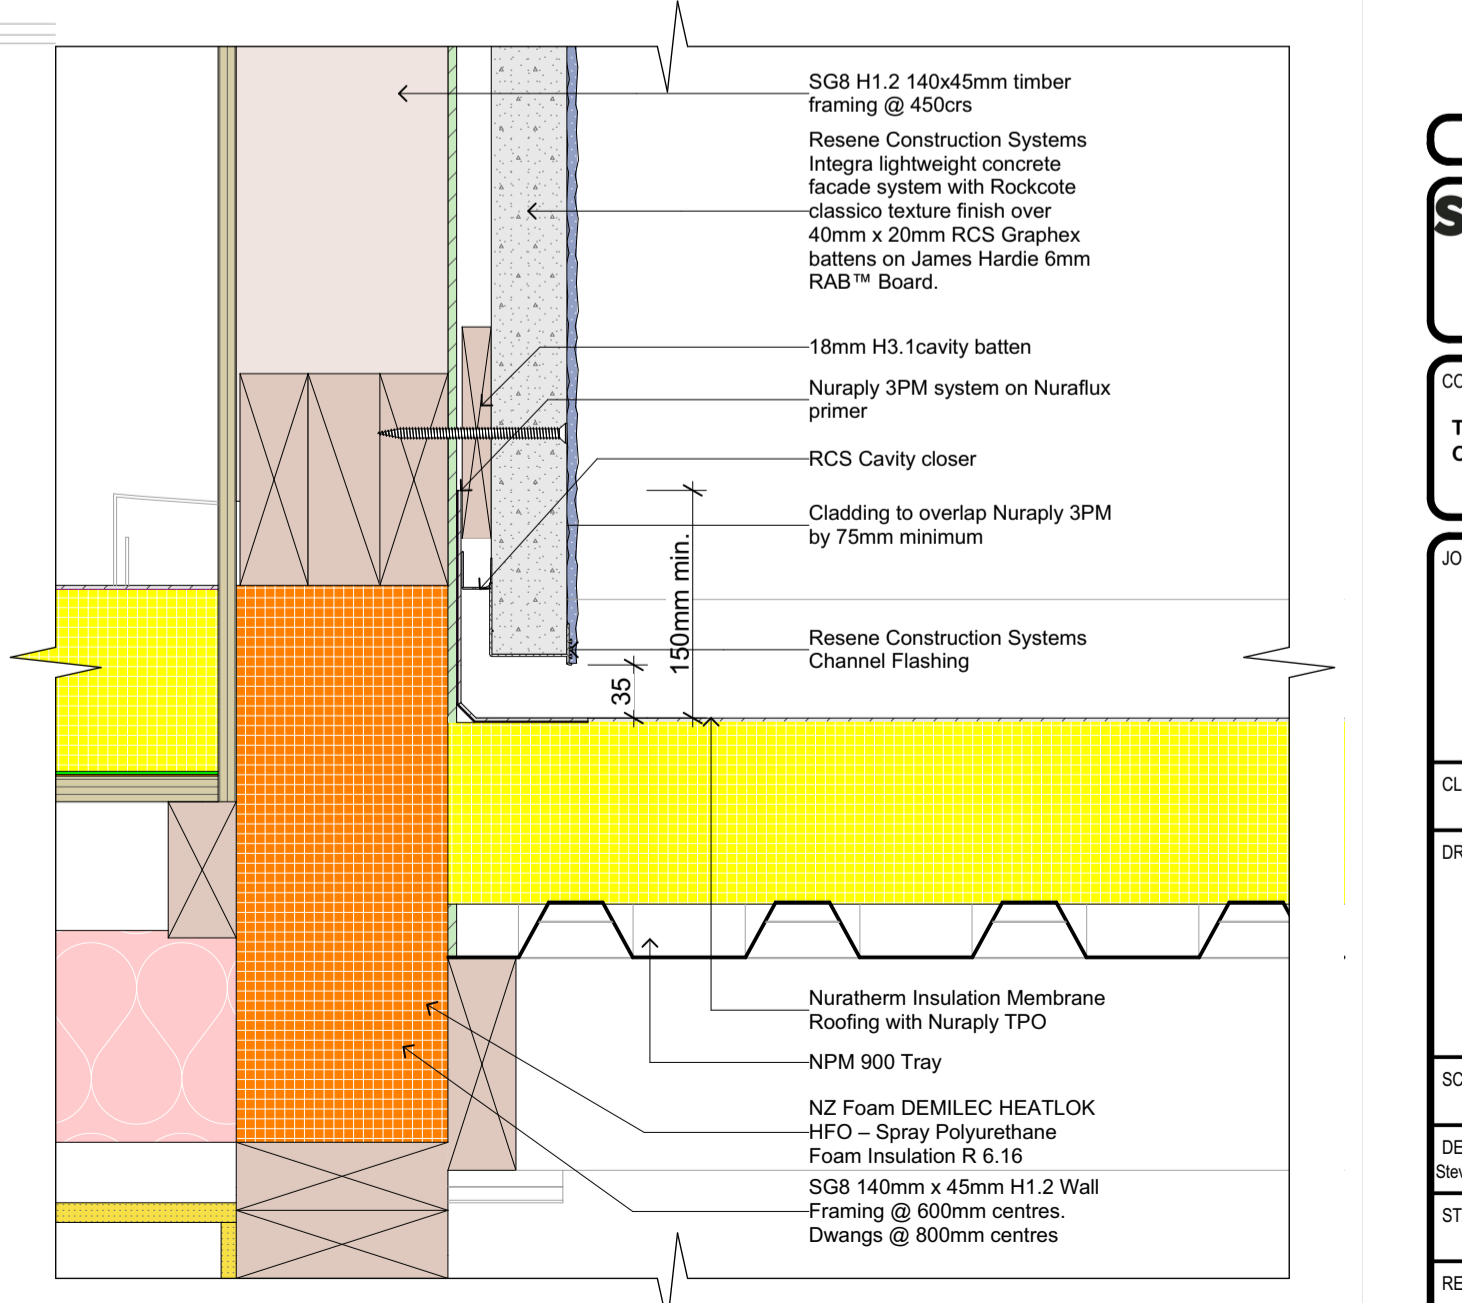 SG8 H1.2 140x45mm timber
framing @ 450crs
Resene Construction Systems
Integra lightweight concrete
facade system with Rockcote
classico texture finish over
40mm x 20mm RCS Graphex
battens on James Hardie 6mm
RAB™ Board.
18mm H3.1cavity batten
Nuraply 3PM system on Nuraflux
primer
RCS Cavity closer
Cladding to overlap Nuraply 3PM
by 75mm minimum
150mm min.
35
Resene Construction Systems
Channel Flashing
Nuratherm Insulation Membrane
Roofing with Nuraply TPO
NPM 900 Tray
NZ Foam DEMILEC HEATLOK
HFO – Spray Polyurethane
Foam Insulation R 6.16
SG8 140mm x 45mm H1.2 Wall
Framing @ 600mm centres.
Dwangs @ 800mm centres